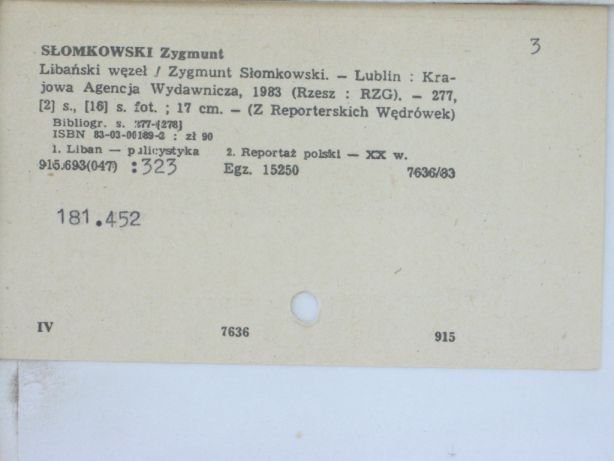 3
SŁOMKOWSKI Zygmunt
Libański węzeł / Zygmunt Słomkowski. — Lublin : Kra-
jowa Agencja Wydawnicza, 1983 (Rzesz : RZG). — 277,
[2] s., [16] s. fot. ; 17 cm. — (Z Reporterskich Wędrówek)
Bibliogr. s. 277-[278]
ISBN 83-03-00189-3 : zł 90
1. Liban — publicystyka 2. Reportaż polski — XX w.
915.693(047) :323 Egz. 15250 7636/83
181.452
IV 7636 915